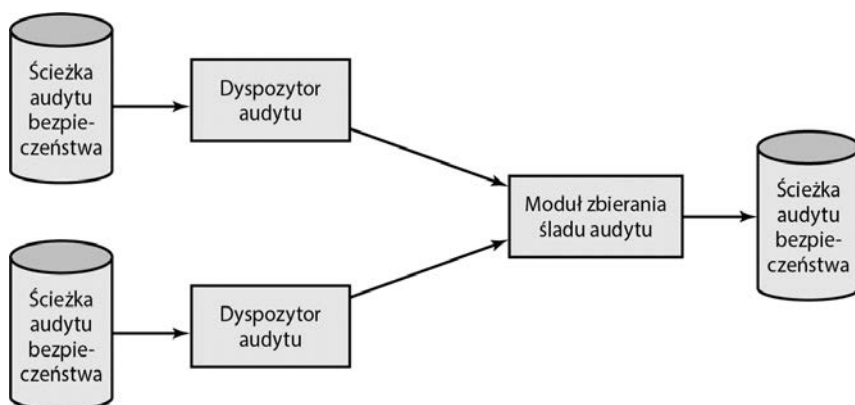 Ścieżka
audytu
bezpie-
czeństwa
Dyspozytor
audytu
Moduł zbierania
śladu audytu
Ścieżka
audytu
bezpie-
czeństwa
Ścieżka
audytu
bezpie-
czeństwa
Dyspozytor
audytu